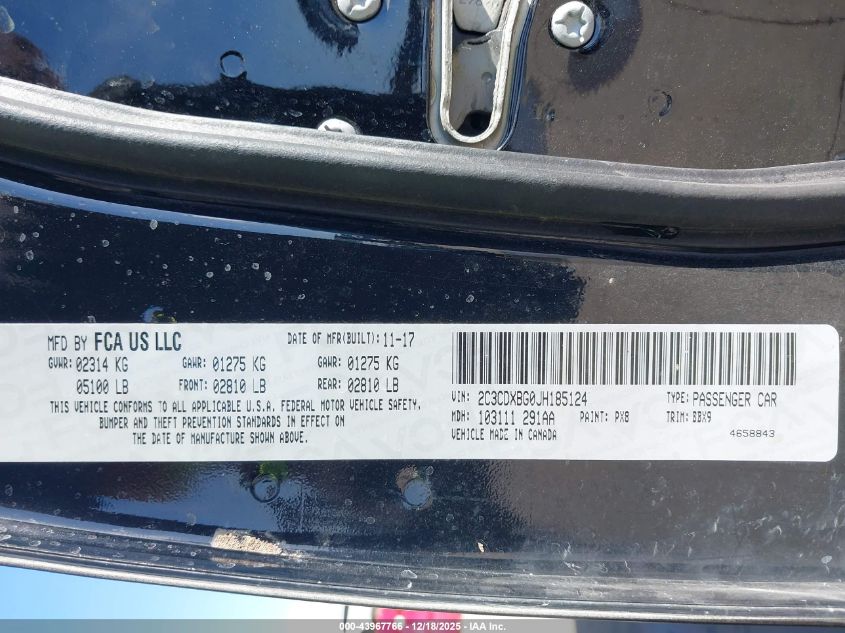 MFD BY FCA US LLC DATE OF MFR(BUILT): 11-17
GVWR: 02314 KG GAWR: 01275 KG GAWR: 01275 KG
05100 LB FRONT: 02810 LB REAR: 02810 LB
THIS VEHICLE CONFORMS TO ALL APPLICABLE U.S.A. FEDERAL MOTOR VEHICLE SAFETY,
BUMPER AND THEFT PREVENTION STANDARDS IN EFFECT ON
THE DATE OF MANUFACTURE SHOWN ABOVE.
VIN: 2C3CDXBG0JH185124 TYPE: PASSENGER CAR
MDH: 103111 291AA PAINT: PX8 TRIM: BBX9
VEHICLE MADE IN CANADA 4658843
000-43967766 - 12/18/2025 - IAA Inc.